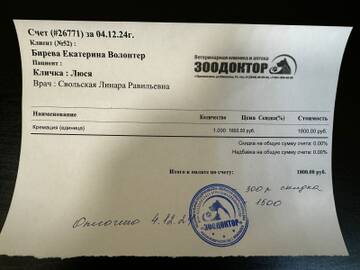 Счет (#26771) за 04.12.24г.
Клиент (№52) :
Бирева Екатерина Волонтер
Пациент :
Кличка : Люся
Врач : Свольская Линара Равильевна
Ветеринарная клиника и аптека
ЗООДОКТОР
Наименование Количество Цена Скидка(%) Стоимость
Кремация (единица) 1.000 1800.00 руб. 1800.00 руб.
Скидка на общую сумму счета: 0.00%
Надбавка на общую сумму счета: 0.00%
Итого к оплате по счету: 1800.00 руб.
300р скидка
1500
Оплачено 4.12.24
ЗООДОКТОР